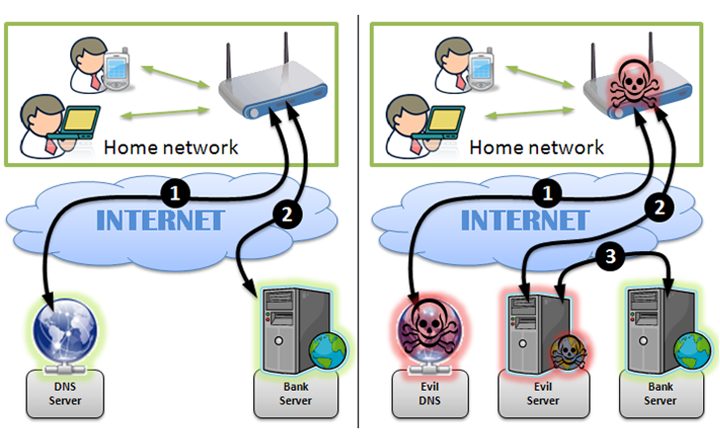 Home network
1
INTERNET
2
DNS
Server
Bank
Server
Home network
1
INTERNET
2
3
Evil
DNS
Evil
Server
Bank
Server